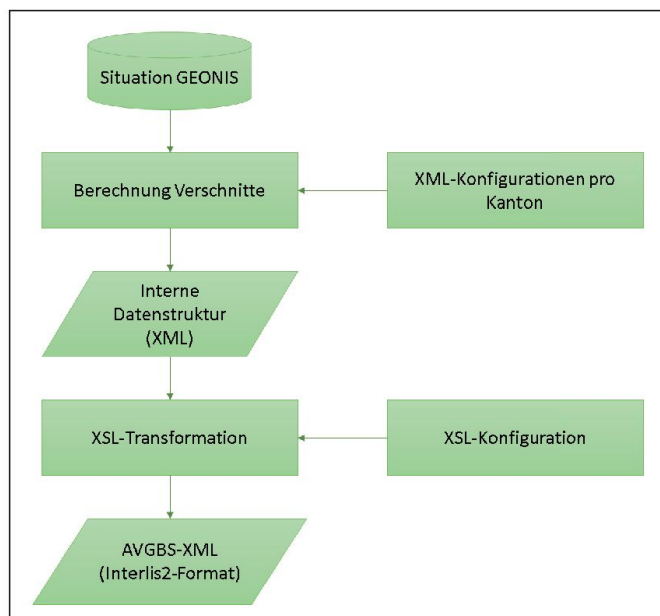 Situation GEONIS
Berechnung Verschnitte
XML-Konfigurationen pro
Kanton
Interne
Datenstruktur
(XML)
XSL-Transformation
XSL-Konfiguration
AVGBS-XML
(Interlis2-Format)